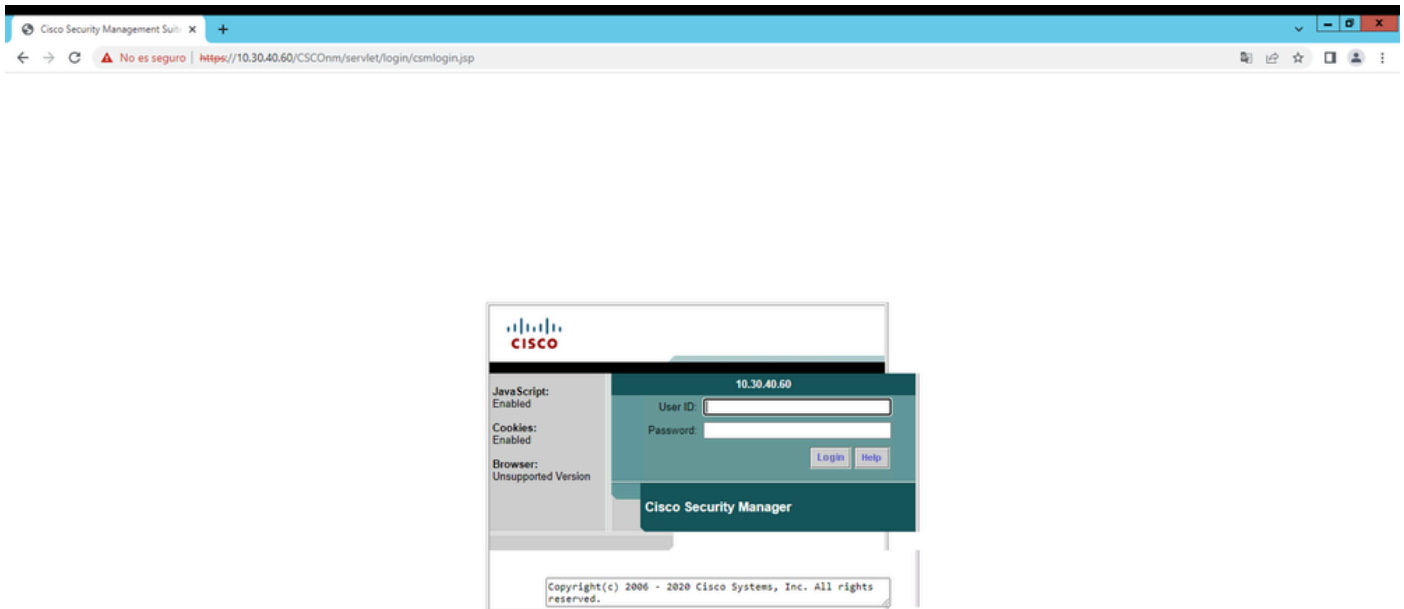 Cisco Security Management Suit
No es seguro | https://10.30.40.60/CSCOnm/servlet/login/csmlogin.jsp
CISCO
JavaScript:
Enabled
Cookies:
Enabled
Browser:
Unsupported Version
10.30.40.60
User ID:
Password:
Login Help
Cisco Security Manager
Copyright(c) 2006 - 2020 Cisco Systems, Inc. All rights
reserved.